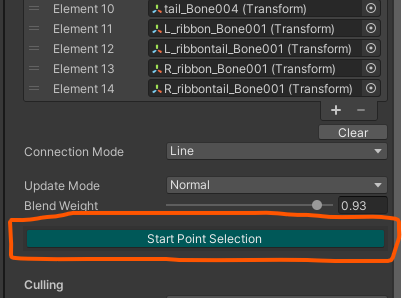 Element 10 tail_Bone004 (Transform)
Element 11 L_ribbon_Bone001 (Transform)
Element 12 L_ribbontail_Bone001 (Transform)
Element 13 R_ribbon_Bone001 (Transform)
Element 14 R_ribbontail_Bone001 (Transform)
+ −
Clear
Connection Mode Line
Update Mode Normal
Blend Weight 0.93
Start Point Selection
Culling